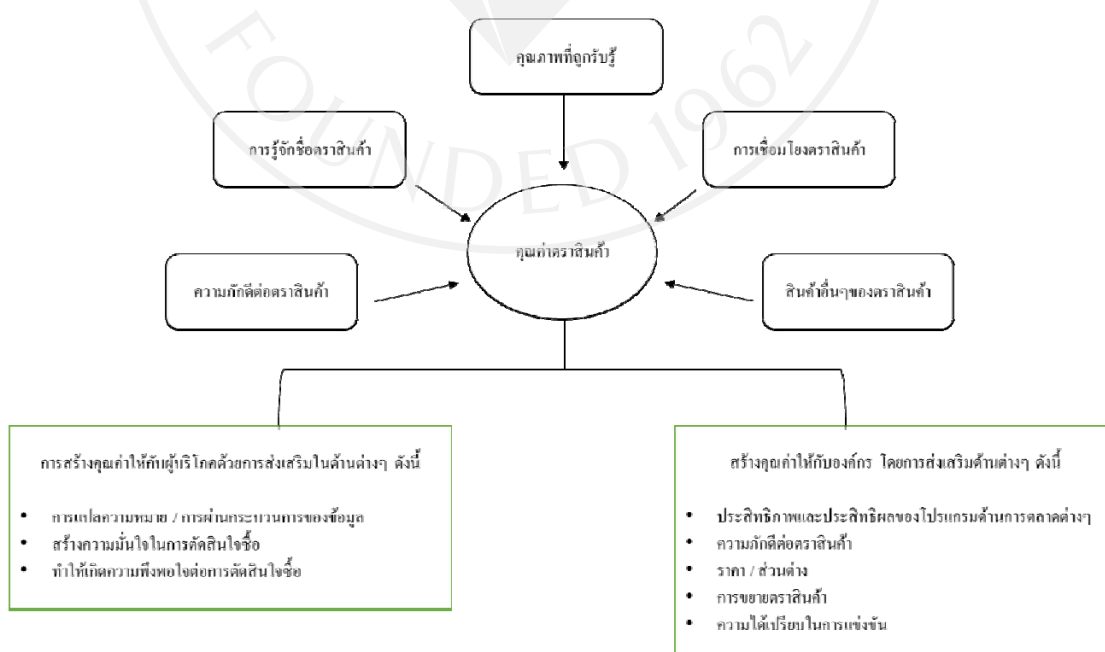 คุณภาพที่ถูกรับรู้
การรู้จักชื่อตราสินค้า
การเชื่อมโยงตราสินค้า
FOUNDED 1962
คุณค่าตราสินค้า
ความภักดีต่อตราสินค้า
สินค้าอื่นๆของตราสินค้า
การสร้างคุณค่าให้กับผู้บริโภคด้วยการส่งเสริมในด้านต่างๆ ดังนี้
• การแปลความหมาย / การผ่านกระบวนการของข้อมูล
• สร้างความมั่นใจในการตัดสินใจซื้อ
• ทำให้เกิดความพึงพอใจต่อการตัดสินใจซื้อ
สร้างคุณค่าให้กับองค์กร โดยการส่งเสริมด้านต่างๆ ดังนี้
• ประสิทธิภาพและประสิทธิผลของโปรแกรมด้านการตลาดต่างๆ
• ความภักดีต่อตราสินค้า
• ราคา / ส่วนต่าง
• การขยายตราสินค้า
• ความได้เปรียบในการแข่งขัน